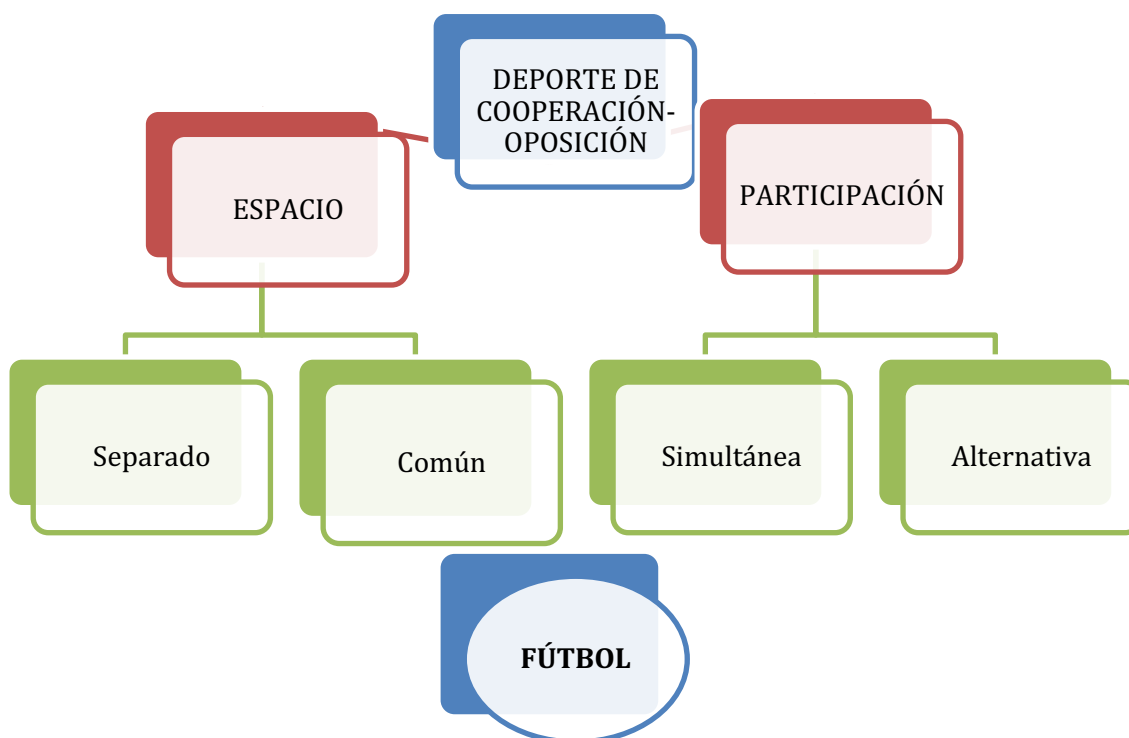 DEPORTE DE
COOPERACIÓN-
OPOSICIÓN
ESPACIO
PARTICIPACIÓN
Separado
Común
Simultánea
Alternativa
FÚTBOL